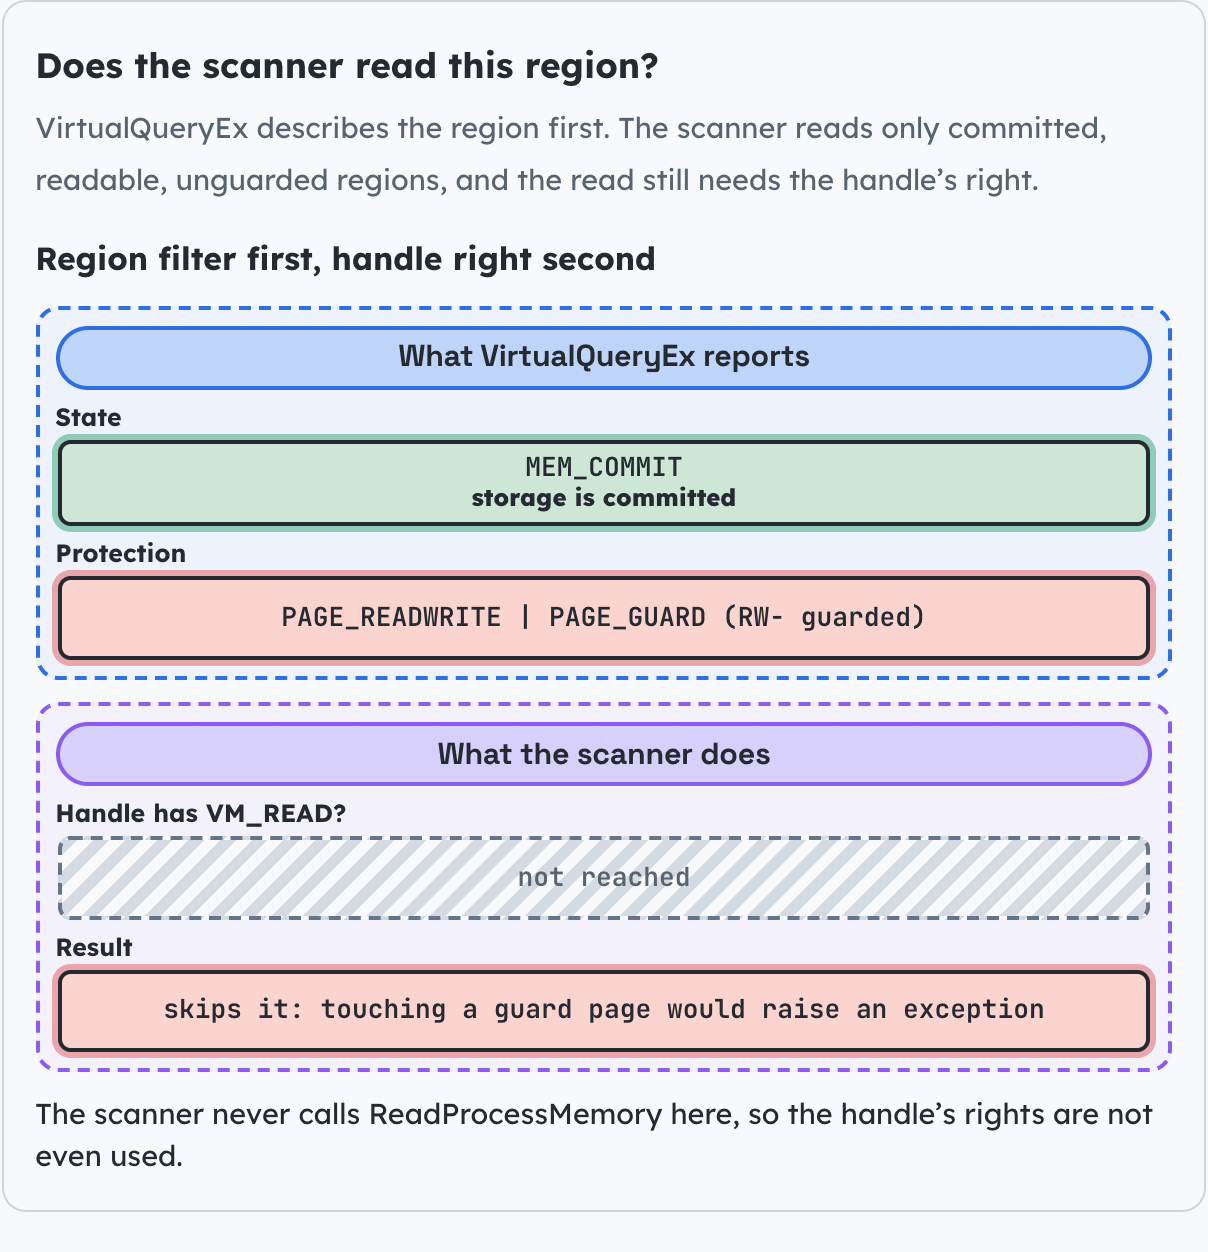 Does the scanner read this region?
VirtualQueryEx describes the region first. The scanner reads only committed,
readable, unguarded regions, and the read still needs the handle’s right.
Region filter first, handle right second
What VirtualQueryEx reports
State
MEM_COMMIT
storage is committed
Protection
PAGE_READWRITE | PAGE_GUARD (RW- guarded)
What the scanner does
Handle has VM_READ?
not reached
Result
skips it: touching a guard page would raise an exception
The scanner never calls ReadProcessMemory here, so the handle’s rights are not
even used.